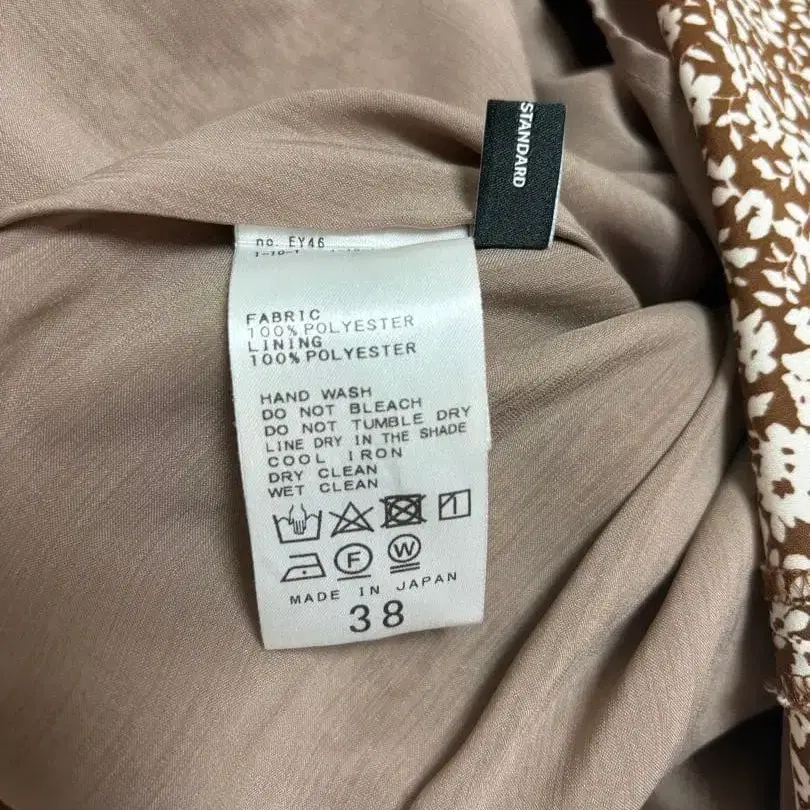 STANDARD
no. EY46
FABRIC
100% POLYESTER
LINING
100% POLYESTER
HAND WASH
DO NOT BLEACH
DO NOT TUMBLE DRY
LINE DRY IN THE SHADE
COOL IRON
DRY CLEAN
WET CLEAN
F W
MADE IN JAPAN
38